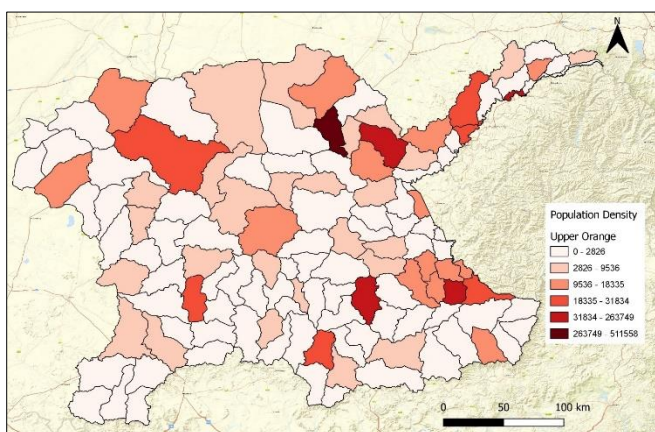 N
Population Density
Upper Orange
0 - 2826
2826 - 9536
9536 - 18335
18335 - 31834
31834 - 263749
263749 - 511558
0 50 100 km